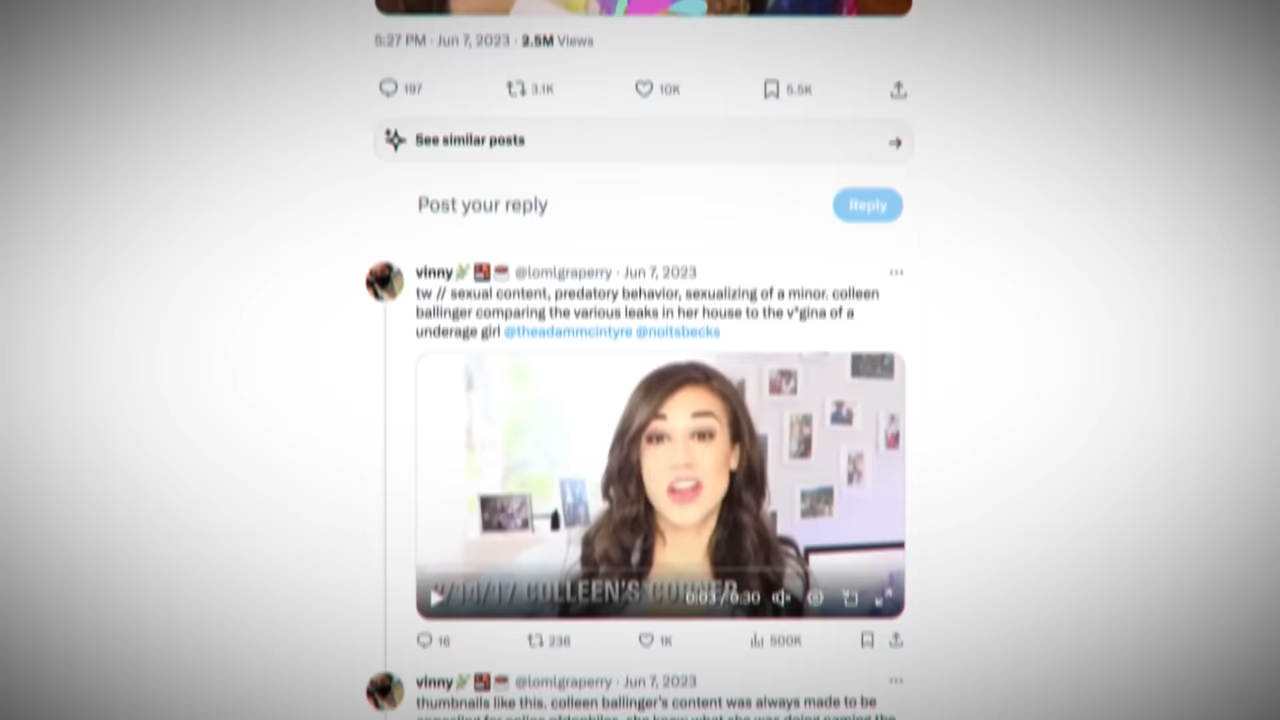 5:27 PM · Jun 7, 2023 · 2.5M Views
197 3.1K 10K 5.5K
See similar posts
Post your reply
Reply
vinny @lomlgraperry · Jun 7, 2023
tw // sexual content, predatory behavior, sexualizing of a minor. colleen
ballinger comparing the various leaks in her house to the v*gina of a
underage girl @theadammcintyre @noitsbecks
/14/17 COLLEEN'S CORNER
0:03 / 0:30
16 236 1K 500K
vinny @lomlgraperry · Jun 7, 2023
thumbnails like this. colleen ballinger's content was always made to be